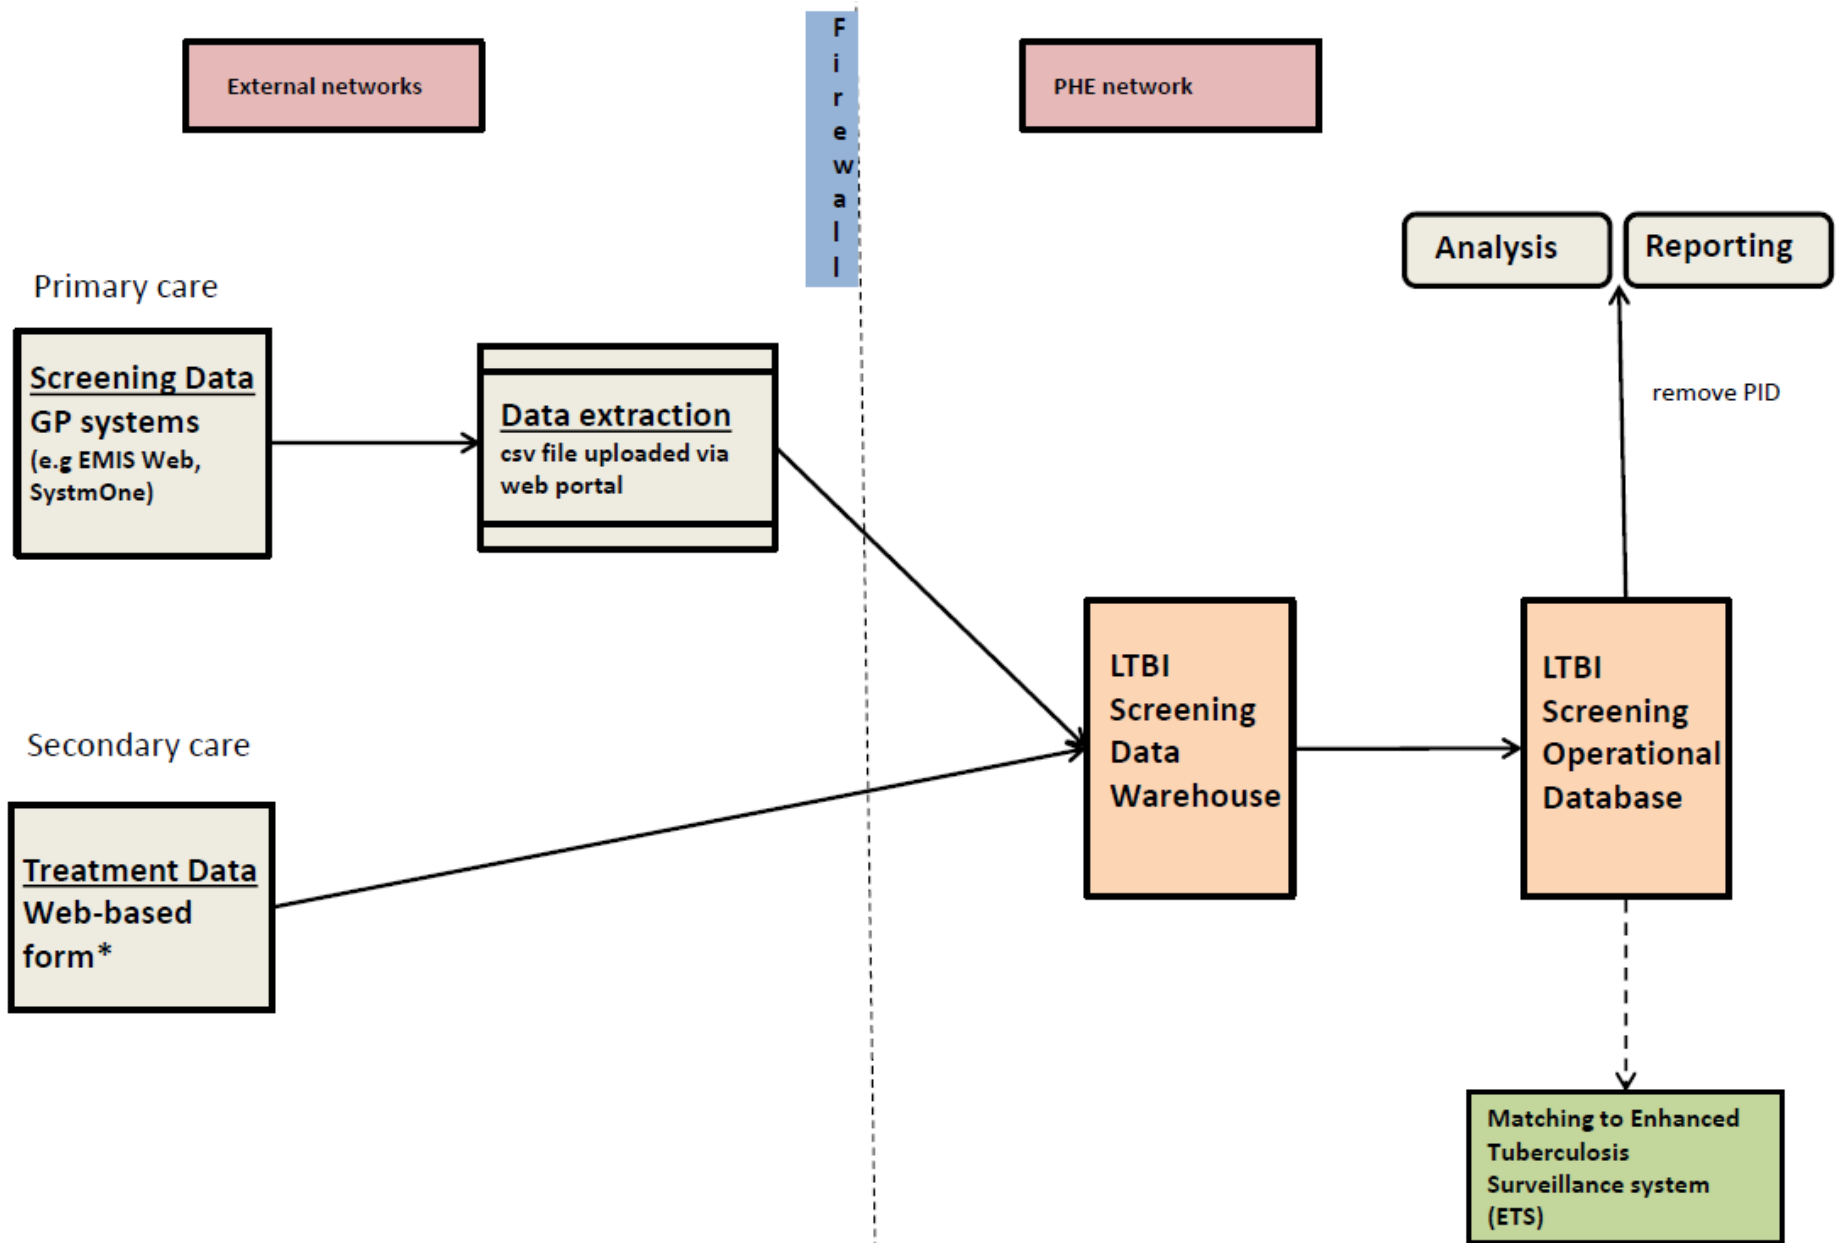 External networks
Firewall
PHE network
Analysis
Reporting
Primary care
Screening Data
GP systems
(e.g EMIS Web,
SystmOne)
Data extraction
csv file uploaded via
web portal
remove PID
LTBI
Screening
Data
Warehouse
LTBI
Screening
Operational
Database
Secondary care
Treatment Data
Web-based
form*
Matching to Enhanced
Tuberculosis
Surveillance system
(ETS)